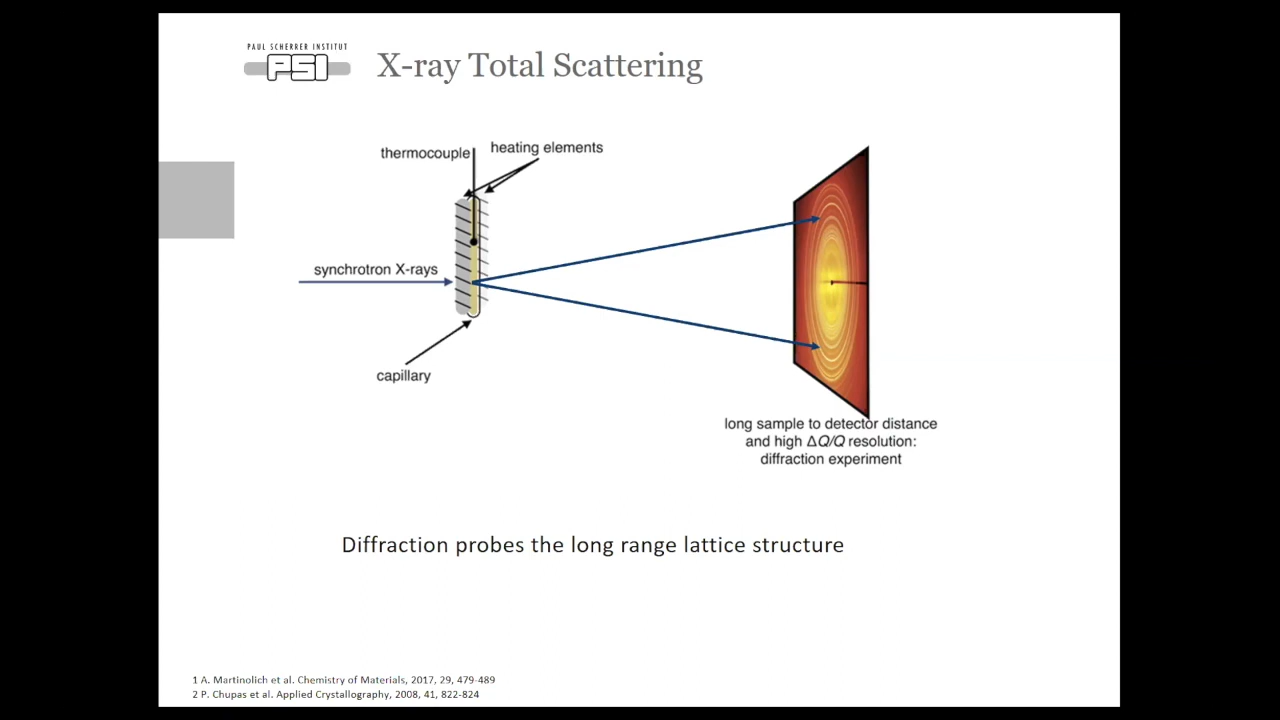 PAUL SCHERRER INSTITUT
PSI
X-ray Total Scattering
thermocouple
heating elements
synchrotron X-rays
capillary
long sample to detector distance
and high ΔQ/Q resolution:
diffraction experiment
Diffraction probes the long range lattice structure
1 A. Martinolich et al. Chemistry of Materials, 2017, 29, 479-489
2 P. Chupas et al. Applied Crystallography, 2008, 41, 822-824